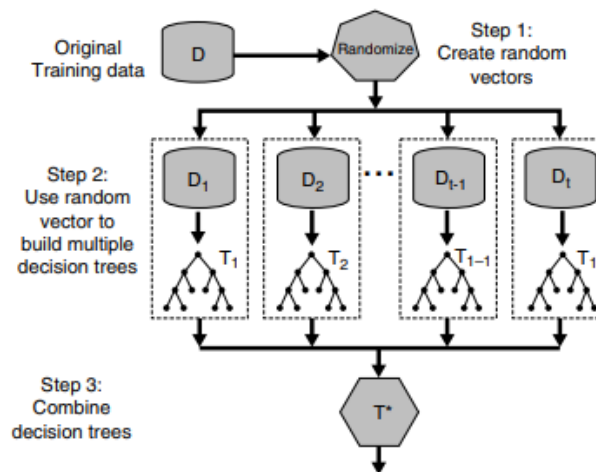 Original
Training data
D
Randomize
Step 1:
Create random
vectors
Step 2:
Use random
vector to
build multiple
decision trees
D₁
D₂
...
Dₜ₋₁
Dₜ
T₁
T₂
T₁₋₁
T₁
Step 3:
Combine
decision trees
T*